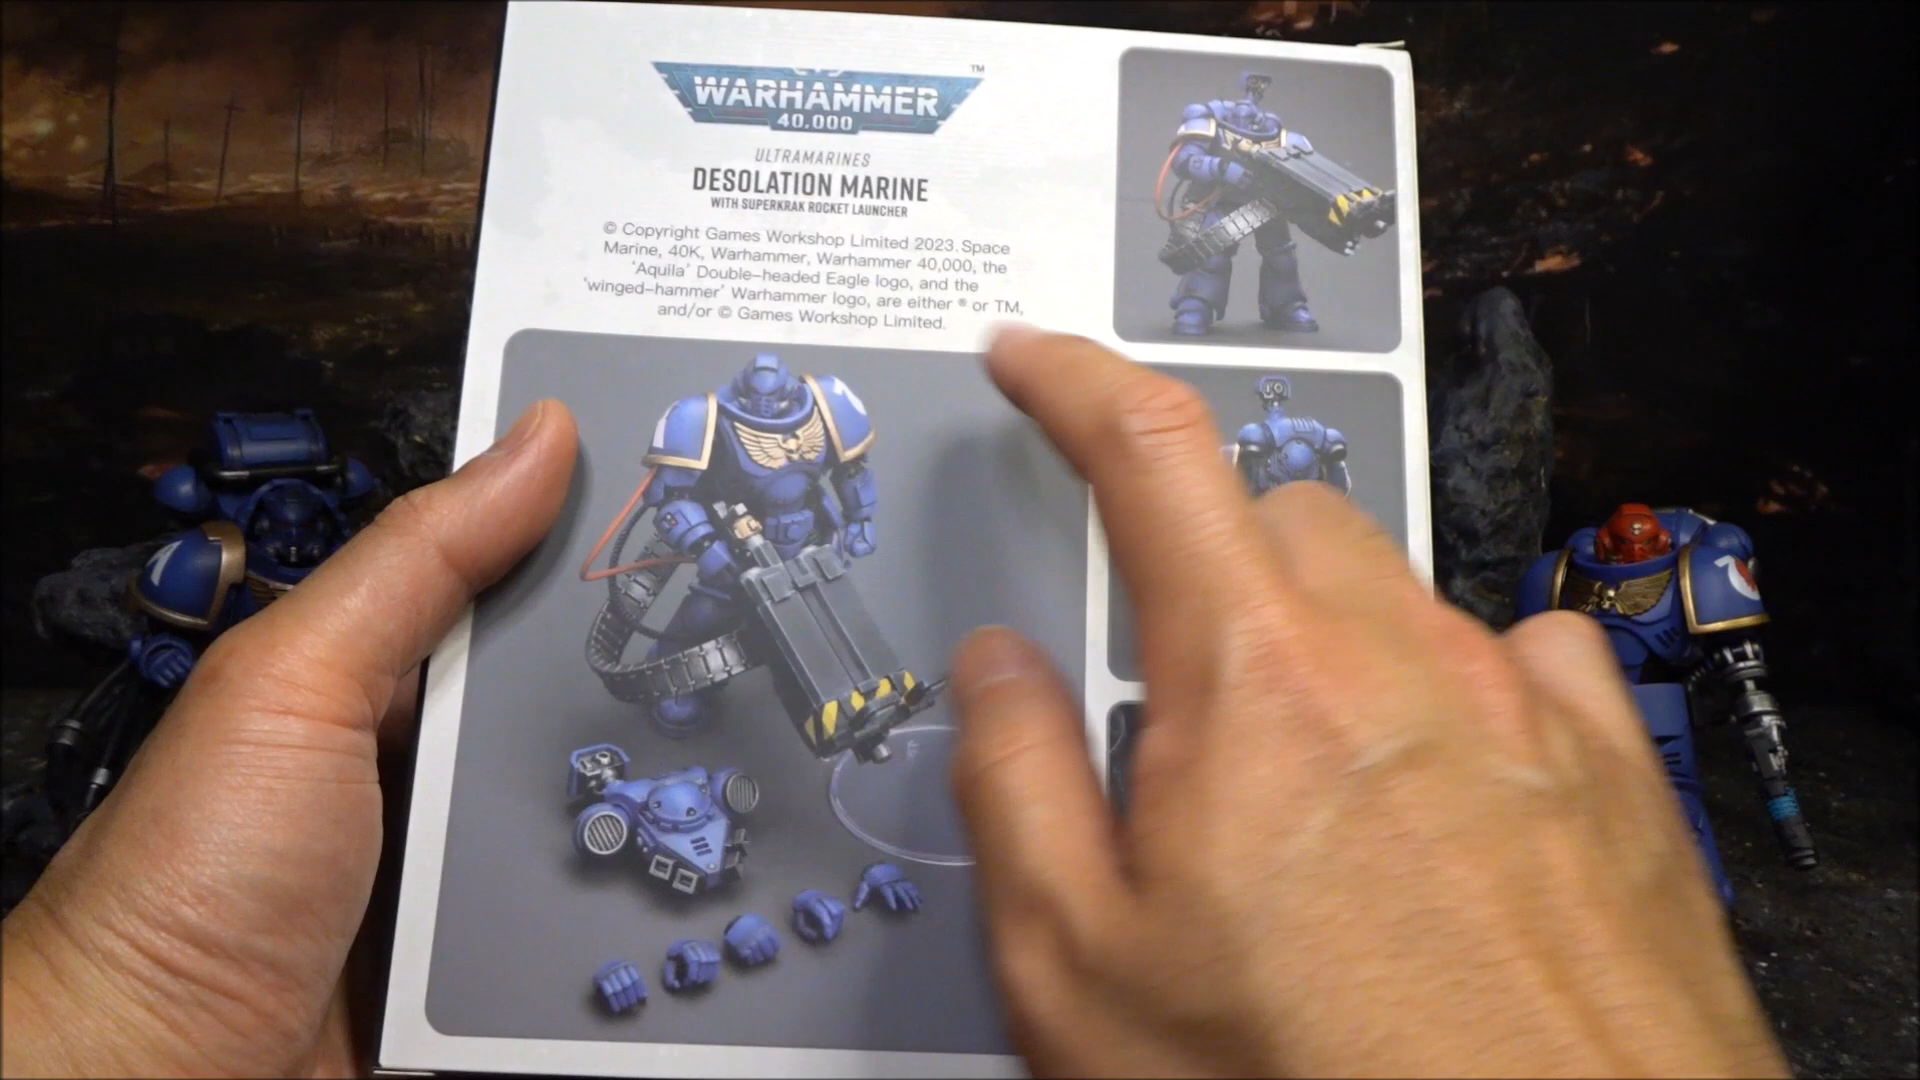 WARHAMMER
TM
40,000
ULTRAMARINES
DESOLATION MARINE
WITH SUPERKRAK ROCKET LAUNCHER
© Copyright Games Workshop Limited 2023. Space
Marine, 40K, Warhammer, Warhammer 40,000, the
'Aquila' Double-headed Eagle logo, and the
'winged-hammer' Warhammer logo, are either ® or TM,
and/or © Games Workshop Limited.